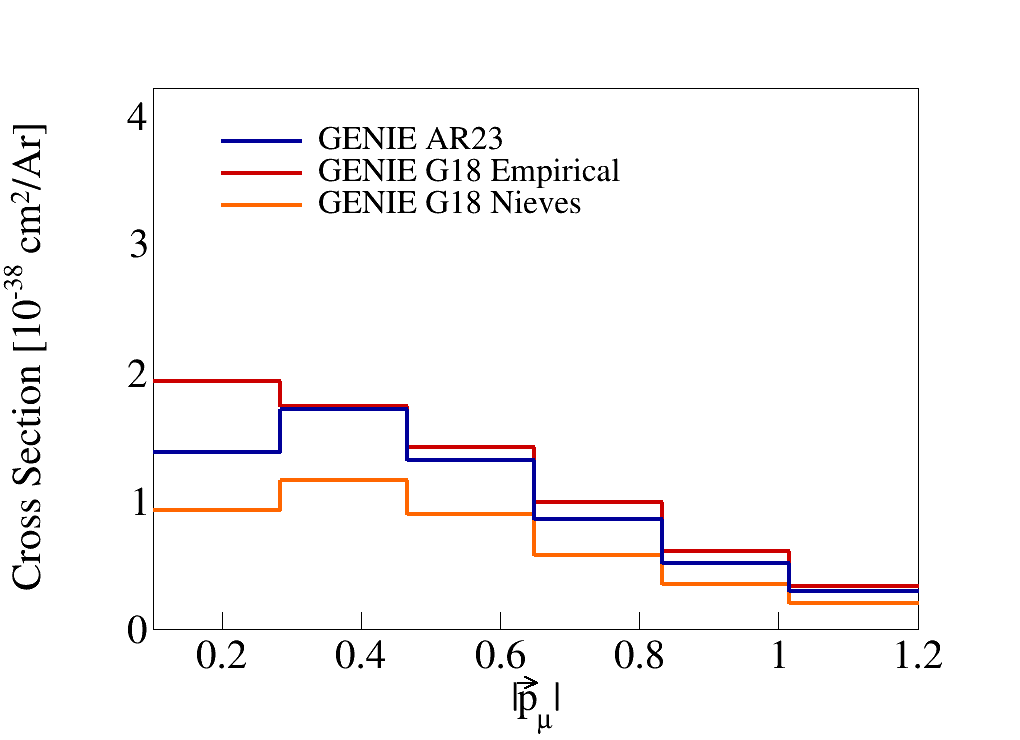 Cross Section [10⁻³⁸ cm²/Ar]
4
3
2
1
0
GENIE AR23
GENIE G18 Empirical
GENIE G18 Nieves
0.2 0.4 0.6 0.8 1 1.2
|p⃗_μ|